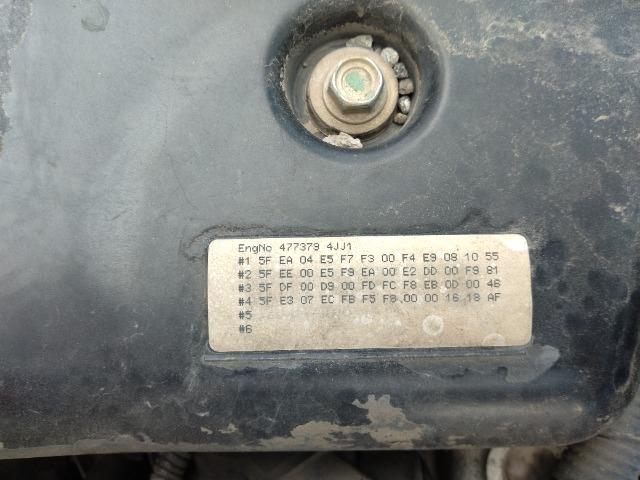 EngNo 477379 4JJ1
#1 5F EA 04 E5 F7 F3 00 F4 E9 08 10 55
#2 5F EE 00 E5 F9 EA 00 E2 DD 00 F9 81
#3 5F DF 00 D9 00 FD FC F8 EB 0D 00 46
#4 5F E3 07 EC FB F5 F8 00 00 16 18 AF
#5
#6